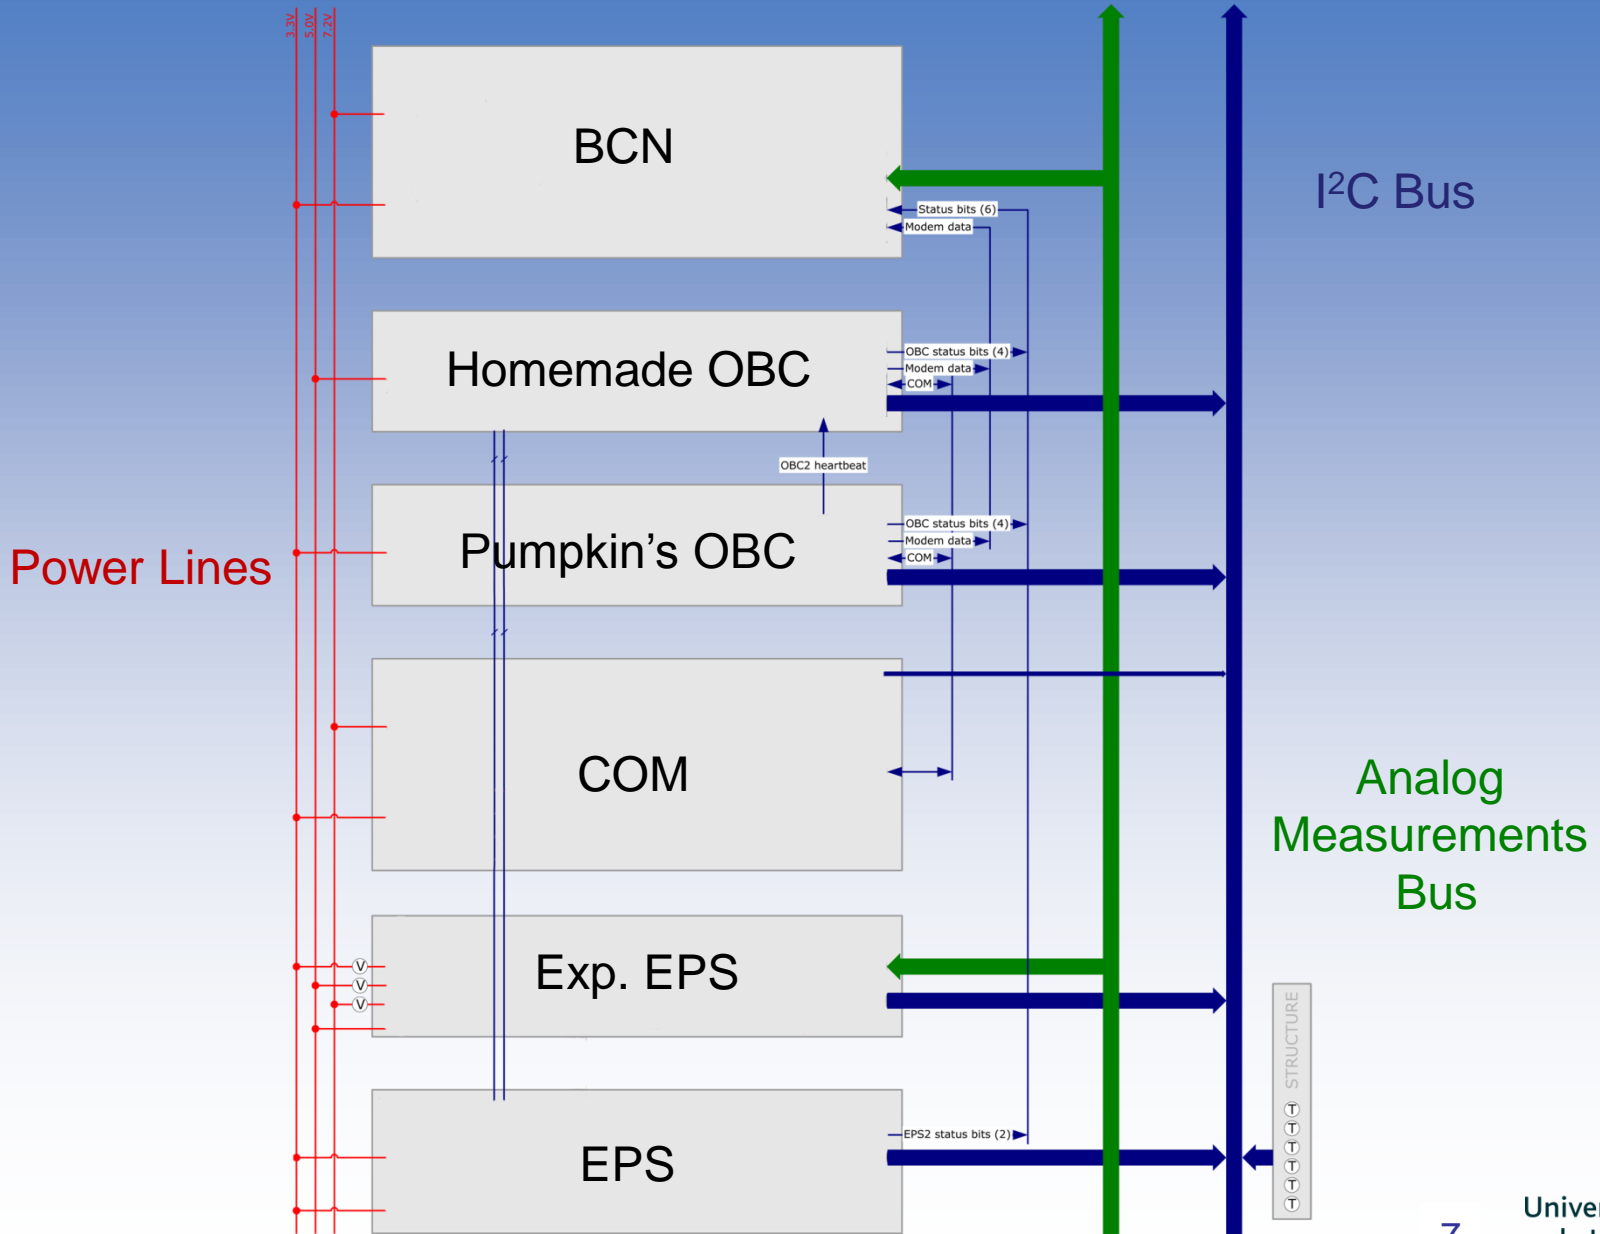 3.3V
5.0V
7.2V
BCN
Status bits (6)
Modem data
I²C Bus
Homemade OBC
OBC status bits (4)
Modem data
COM
OBC2 heartbeat
Power Lines
Pumpkin's OBC
OBC status bits (4)
Modem data
COM
COM
Analog
Measurements
Bus
Exp. EPS
V
V
V
STRUCTURE
T
T
T
T
T
T
EPS
EPS2 status bits (2)
7
Univer